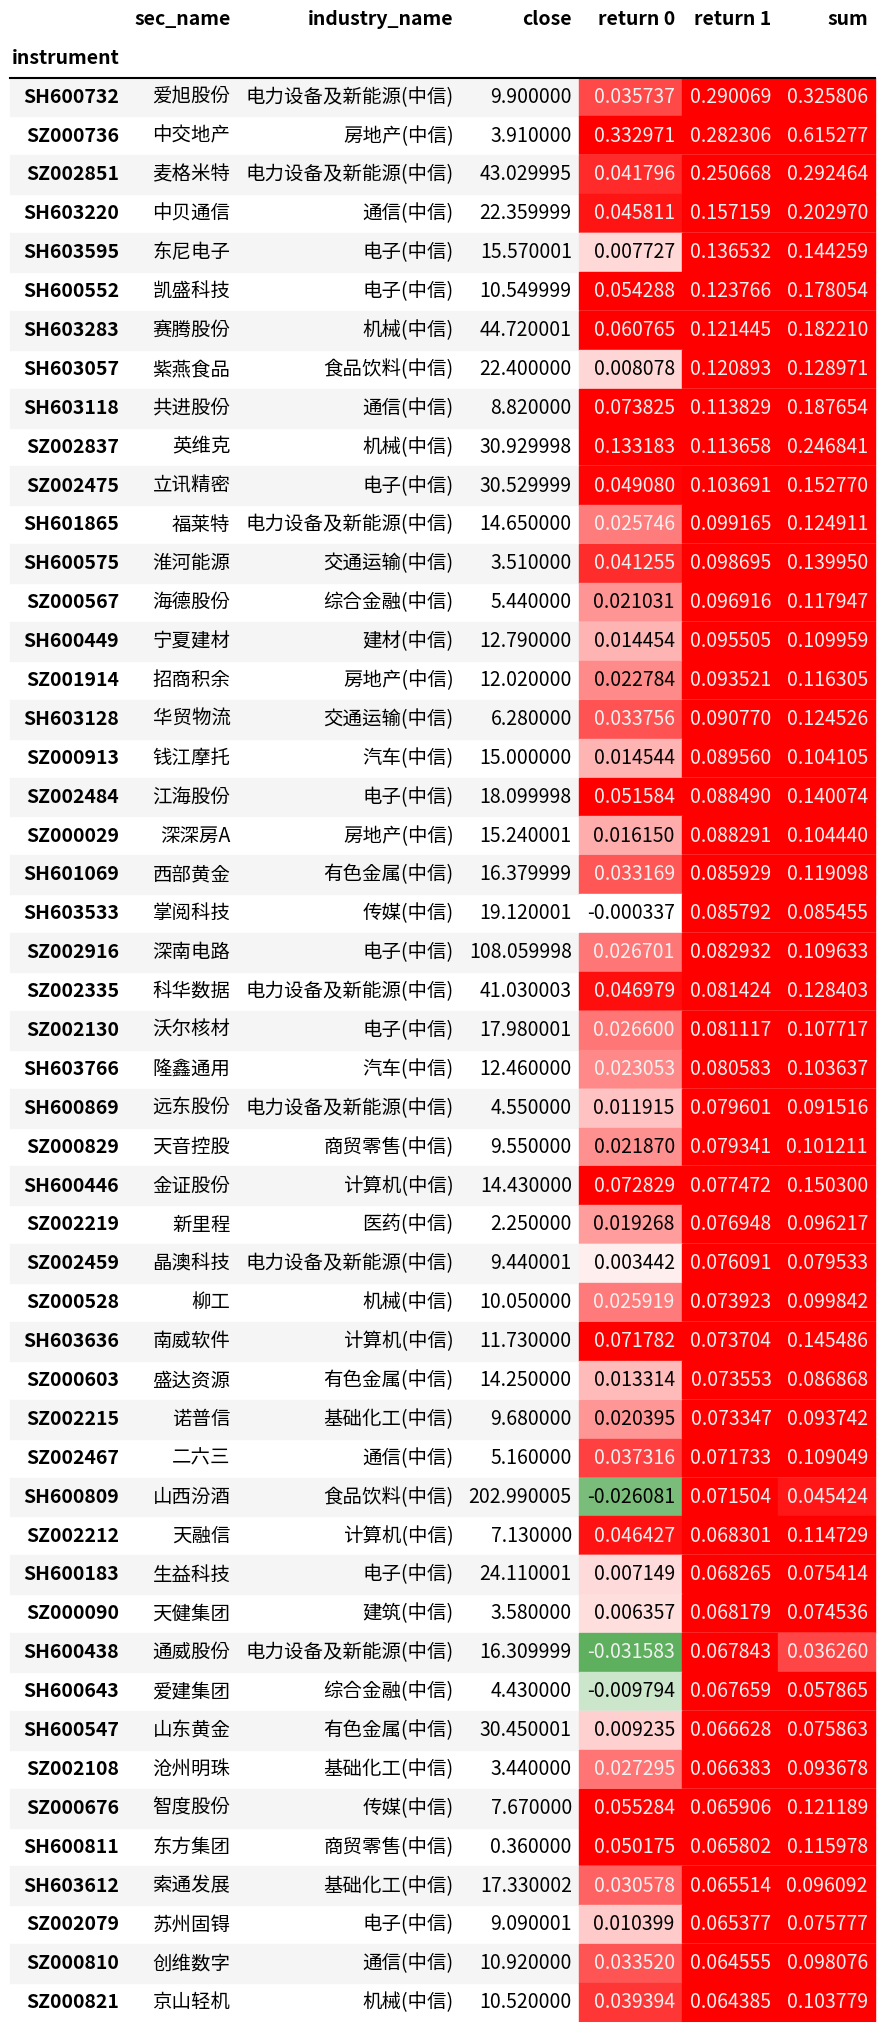 sec_name industry_name close return 0 return 1 sum
instrument
SH600732 爱旭股份 电力设备及新能源(中信) 9.900000 0.035737 0.290069 0.325806
SZ000736 中交地产 房地产(中信) 3.910000 0.332971 0.282306 0.615277
SZ002851 麦格米特 电力设备及新能源(中信) 43.029995 0.041796 0.250668 0.292464
SH603220 中贝通信 通信(中信) 22.359999 0.045811 0.157159 0.202970
SH603595 东尼电子 电子(中信) 15.570001 0.007727 0.136532 0.144259
SH600552 凯盛科技 电子(中信) 10.549999 0.054288 0.123766 0.178054
SH603283 赛腾股份 机械(中信) 44.720001 0.060765 0.121445 0.182210
SH603057 紫燕食品 食品饮料(中信) 22.400000 0.008078 0.120893 0.128971
SH603118 共进股份 通信(中信) 8.820000 0.073825 0.113829 0.187654
SZ002837 英维克 机械(中信) 30.929998 0.133183 0.113658 0.246841
SZ002475 立讯精密 电子(中信) 30.529999 0.049080 0.103691 0.152770
SH601865 福莱特 电力设备及新能源(中信) 14.650000 0.025746 0.099165 0.124911
SH600575 淮河能源 交通运输(中信) 3.510000 0.041255 0.098695 0.139950
SZ000567 海德股份 综合金融(中信) 5.440000 0.021031 0.096916 0.117947
SH600449 宁夏建材 建材(中信) 12.790000 0.014454 0.095505 0.109959
SZ001914 招商积余 房地产(中信) 12.020000 0.022784 0.093521 0.116305
SH603128 华贸物流 交通运输(中信) 6.280000 0.033756 0.090770 0.124526
SZ000913 钱江摩托 汽车(中信) 15.000000 0.014544 0.089560 0.104105
SZ002484 江海股份 电子(中信) 18.099998 0.051584 0.088490 0.140074
SZ000029 深深房A 房地产(中信) 15.240001 0.016150 0.088291 0.104440
SH601069 西部黄金 有色金属(中信) 16.379999 0.033169 0.085929 0.119098
SH603533 掌阅科技 传媒(中信) 19.120001 -0.000337 0.085792 0.085455
SZ002916 深南电路 电子(中信) 108.059998 0.026701 0.082932 0.109633
SZ002335 科华数据 电力设备及新能源(中信) 41.030003 0.046979 0.081424 0.128403
SZ002130 沃尔核材 电子(中信) 17.980001 0.026600 0.081117 0.107717
SH603766 隆鑫通用 汽车(中信) 12.460000 0.023053 0.080583 0.103637
SH600869 远东股份 电力设备及新能源(中信) 4.550000 0.011915 0.079601 0.091516
SZ000829 天音控股 商贸零售(中信) 9.550000 0.021870 0.079341 0.101211
SH600446 金证股份 计算机(中信) 14.430000 0.072829 0.077472 0.150300
SZ002219 新里程 医药(中信) 2.250000 0.019268 0.076948 0.096217
SZ002459 晶澳科技 电力设备及新能源(中信) 9.440001 0.003442 0.076091 0.079533
SZ000528 柳工 机械(中信) 10.050000 0.025919 0.073923 0.099842
SH603636 南威软件 计算机(中信) 11.730000 0.071782 0.073704 0.145486
SZ000603 盛达资源 有色金属(中信) 14.250000 0.013314 0.073553 0.086868
SZ002215 诺普信 基础化工(中信) 9.680000 0.020395 0.073347 0.093742
SZ002467 二六三 通信(中信) 5.160000 0.037316 0.071733 0.109049
SH600809 山西汾酒 食品饮料(中信) 202.990005 -0.026081 0.071504 0.045424
SZ002212 天融信 计算机(中信) 7.130000 0.046427 0.068301 0.114729
SH600183 生益科技 电子(中信) 24.110001 0.007149 0.068265 0.075414
SZ000090 天健集团 建筑(中信) 3.580000 0.006357 0.068179 0.074536
SH600438 通威股份 电力设备及新能源(中信) 16.309999 -0.031583 0.067843 0.036260
SH600643 爱建集团 综合金融(中信) 4.430000 -0.009794 0.067659 0.057865
SH600547 山东黄金 有色金属(中信) 30.450001 0.009235 0.066628 0.075863
SZ002108 沧州明珠 基础化工(中信) 3.440000 0.027295 0.066383 0.093678
SZ000676 智度股份 传媒(中信) 7.670000 0.055284 0.065906 0.121189
SH600811 东方集团 商贸零售(中信) 0.360000 0.050175 0.065802 0.115978
SH603612 索通发展 基础化工(中信) 17.330002 0.030578 0.065514 0.096092
SZ002079 苏州固锝 电子(中信) 9.090001 0.010399 0.065377 0.075777
SZ000810 创维数字 通信(中信) 10.920000 0.033520 0.064555 0.098076
SZ000821 京山轻机 机械(中信) 10.520000 0.039394 0.064385 0.103779